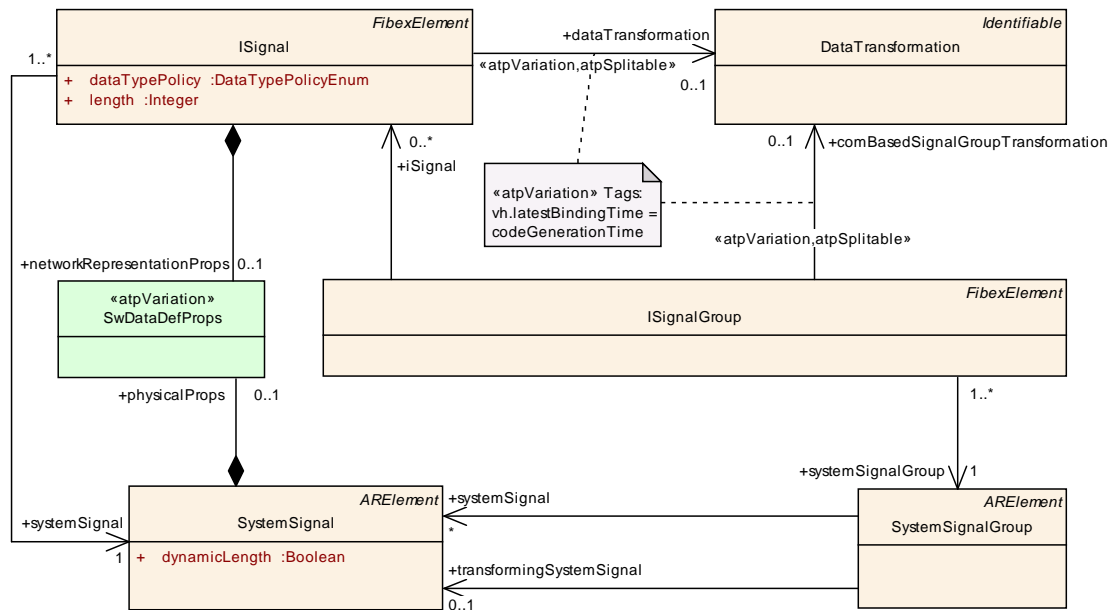 FibexElement
ISignal
+ dataTypePolicy :DataTypePolicyEnum
+ length :Integer
1..*
+dataTransformation
«atpVariation,atpSplitable»
0..1
Identifiable
DataTransformation
0..*
+iSignal
0..1
+comBasedSignalGroupTransformation
«atpVariation» Tags:
vh.latestBindingTime =
codeGenerationTime
«atpVariation,atpSplitable»
+networkRepresentationProps
0..1
«atpVariation»
SwDataDefProps
FibexElement
ISignalGroup
+physicalProps
0..1
1..*
+systemSignalGroup
1
+systemSignal
1
ARElement
SystemSignal
+ dynamicLength :Boolean
+systemSignal
*
+transformingSystemSignal
0..1
ARElement
SystemSignalGroup